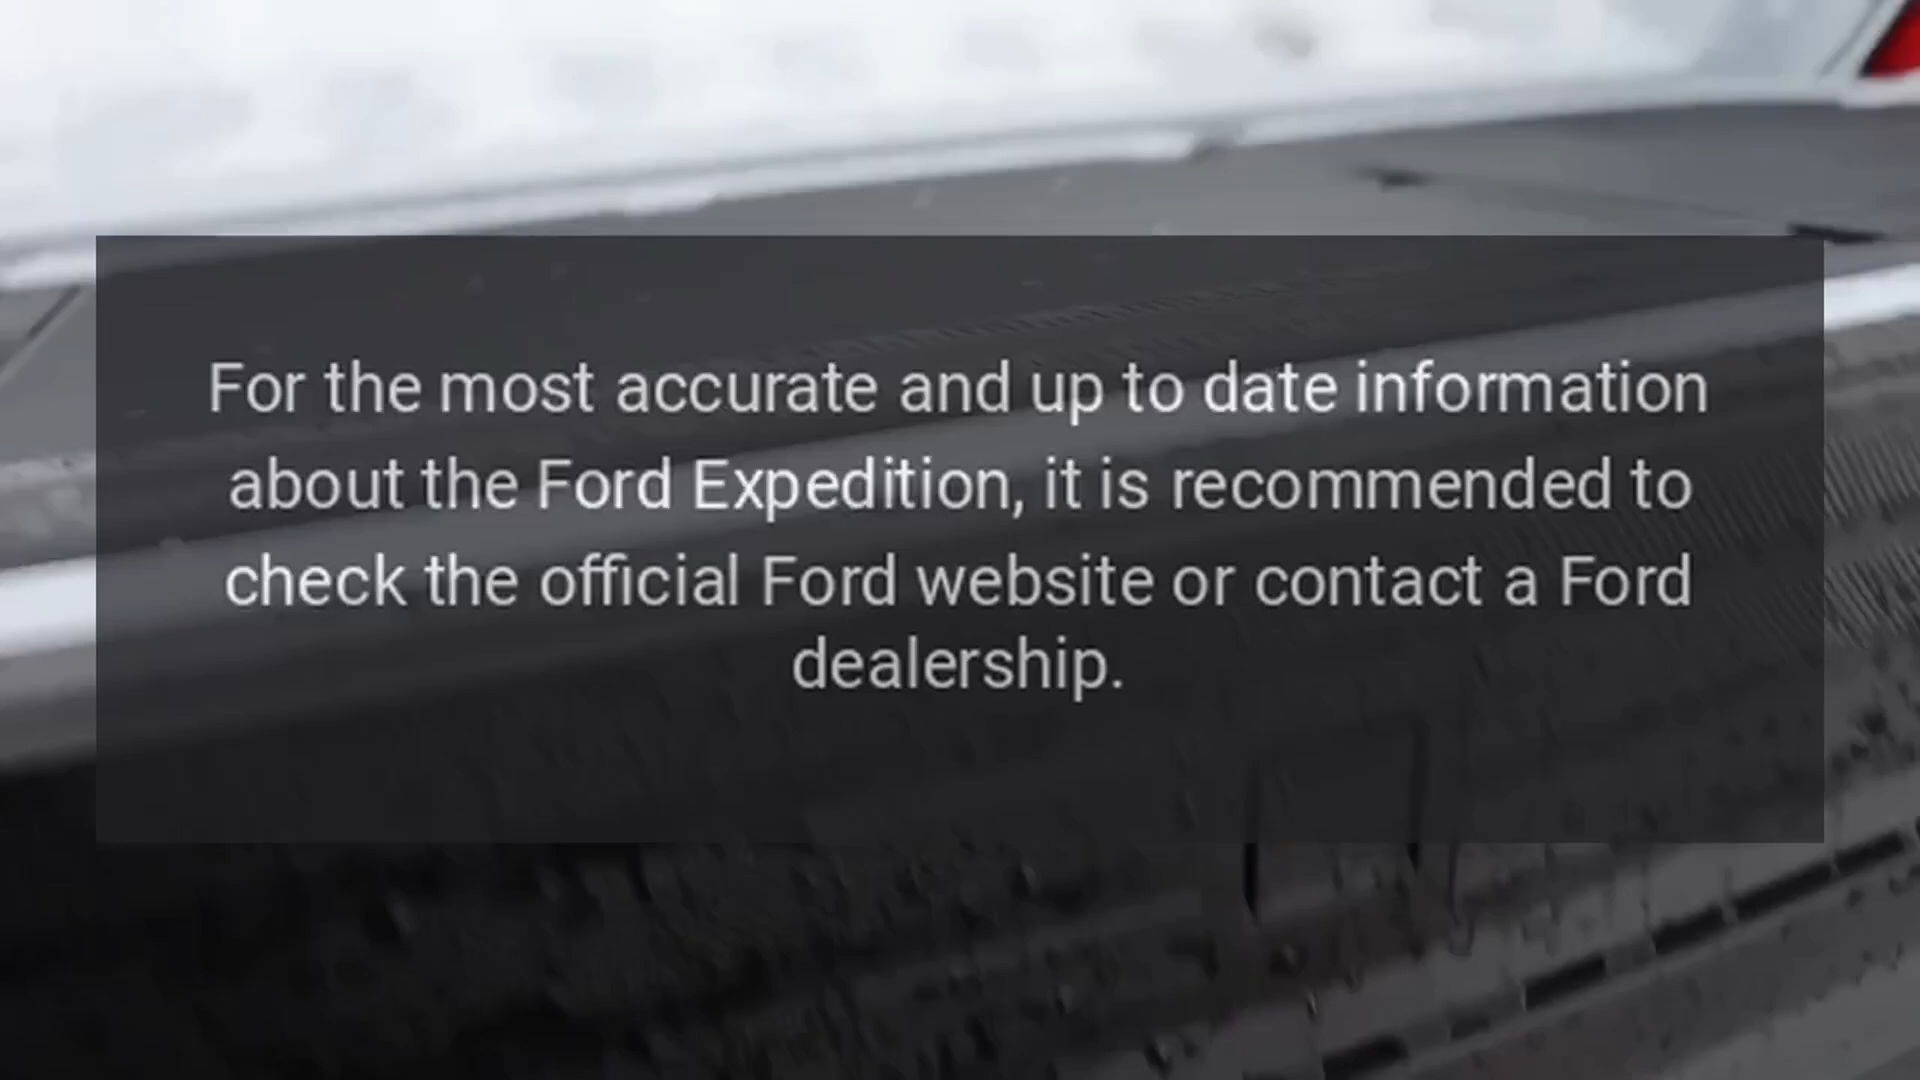 For the most accurate and up to date information
about the Ford Expedition, it is recommended to
check the official Ford website or contact a Ford
dealership.